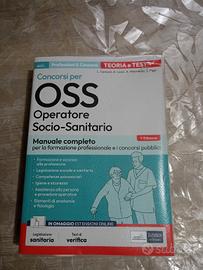 Professioni & Concorsi
TEORIA e TEST
Concorsi per
OSS
Operatore
Socio-Sanitario
Manuale completo
per la formazione professionale e i concorsi pubblici
• Formazione e accesso alla professione
• Legislazione sociale e sanitaria
• Competenze assistenziali
• Igiene e sicurezza
• Assistenza alla persona e procedure operative
• Elementi di anatomia e fisiologia
IN OMAGGIO ESTENSIONI ONLINE
Legislazione sanitaria
Test di verifica
subito